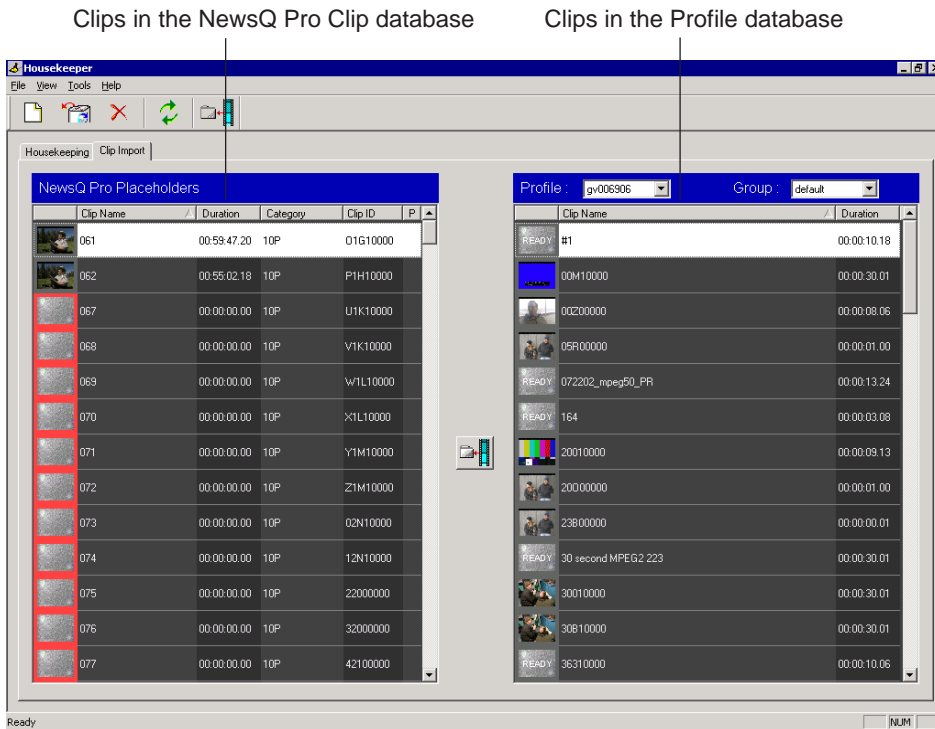 Clips in the NewsQ Pro Clip database Clips in the Profile database
Housekeeper
File View Tools Help
Housekeeping Clip Import
NewsQ Pro Placeholders Profile : gv006906 Group : default
Clip Name Duration Category Clip ID P Clip Name Duration
061 00:59:47.20 10P O1G10000 READY #1 00:00:10.18
062 00:55:02.18 10P P1H10000 00M10000 00:00:30.01
067 00:00:00.00 10P U1K10000 00Z00000 00:00:08.06
068 00:00:00.00 10P V1K10000 05R00000 00:00:01.00
069 00:00:00.00 10P W1L10000 READY 072202_mpeg50_PR 00:00:13.24
070 00:00:00.00 10P X1L10000 READY 164 00:00:03.08
071 00:00:00.00 10P Y1M10000 20010000 00:00:09.13
072 00:00:00.00 10P Z1M10000 20O00000 00:00:01.00
073 00:00:00.00 10P 02N10000 23B00000 00:00:00.01
074 00:00:00.00 10P 12N10000 READY 30 second MPEG2 223 00:00:30.01
075 00:00:00.00 10P 22000000 30010000 00:00:30.01
076 00:00:00.00 10P 32000000 30B10000 00:00:30.01
077 00:00:00.00 10P 42100000 READY 36310000 00:00:10.06
Ready NUM